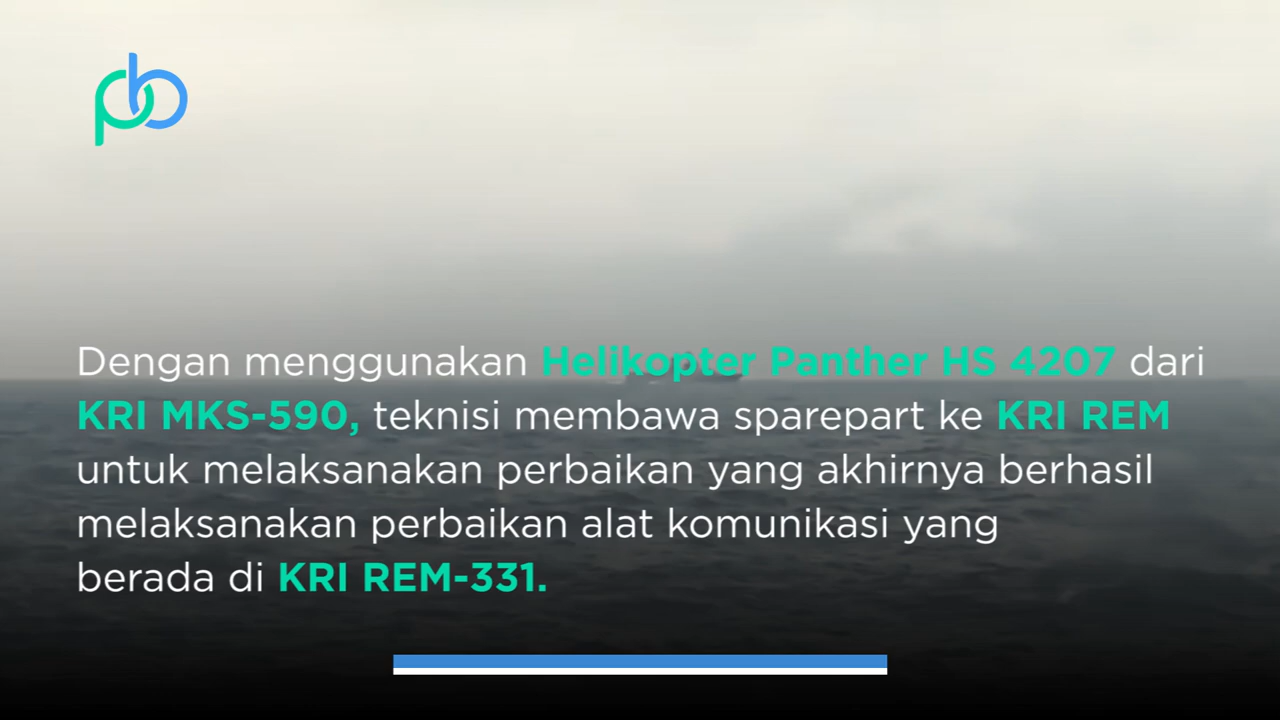 pb
Dengan menggunakan Helikopter Panther HS 4207 dari
KRI MKS-590, teknisi membawa sparepart ke KRI REM
untuk melaksanakan perbaikan yang akhirnya berhasil
melaksanakan perbaikan alat komunikasi yang
berada di KRI REM-331.